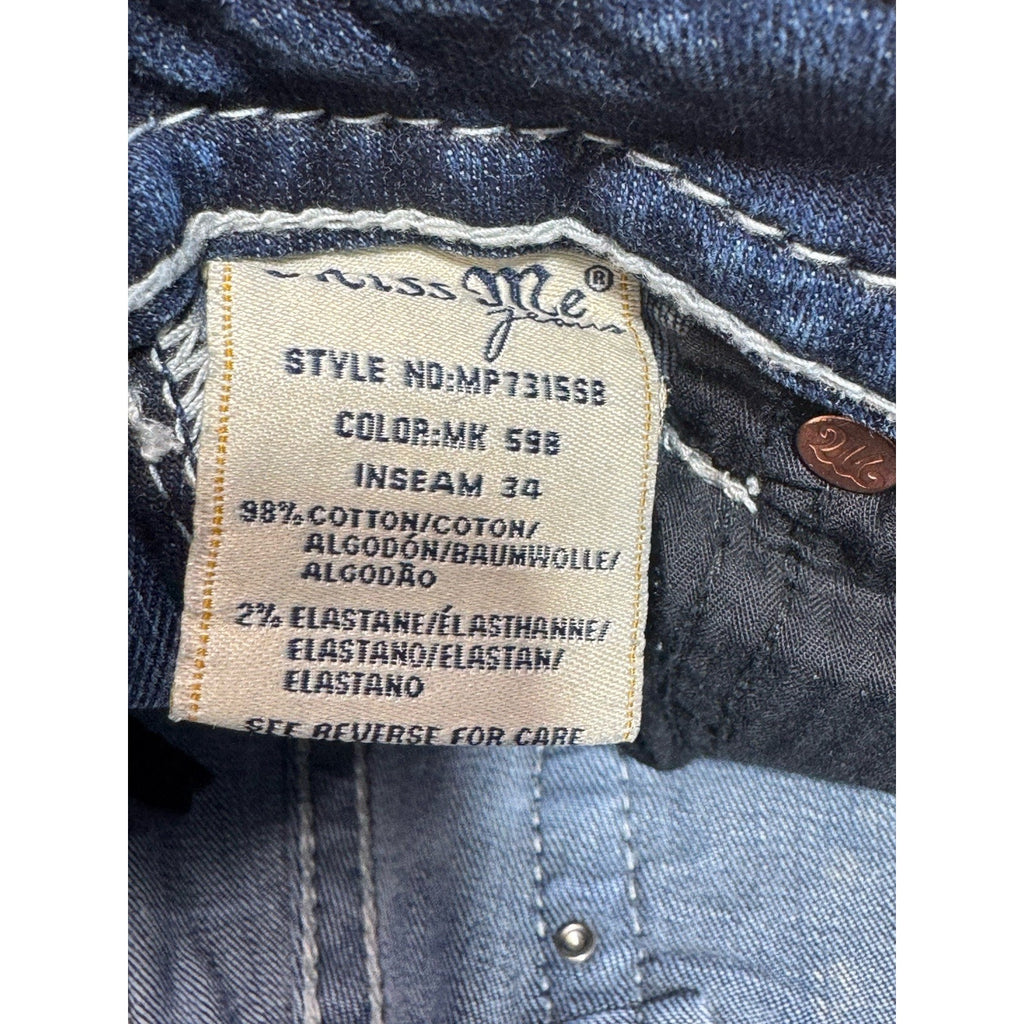 Miss Me®
Jeans
STYLE NO:MP7315SB
COLOR:MK 598
INSEAM 34
98% COTTON/COTON/
ALGODÓN/BAUMWOLLE/
ALGODÃO
2% ELASTANE/ÉLASTHANNE/
ELASTANO/ELASTAN/
ELASTANO
SEE REVERSE FOR CARE